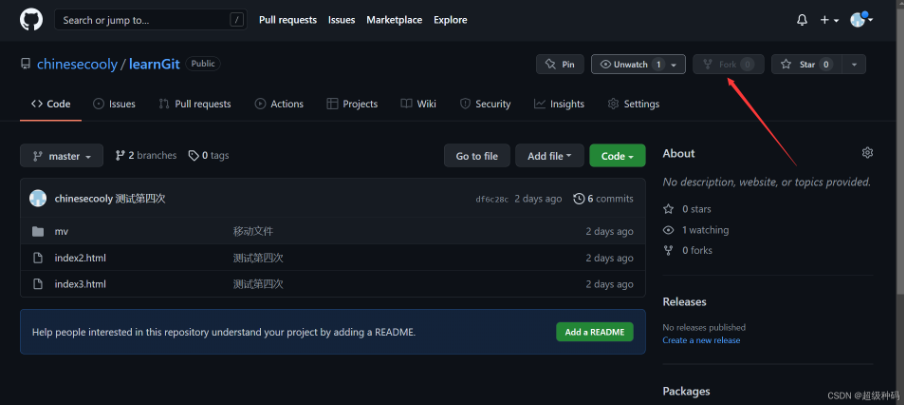 Search or jump to... /
Pull requests Issues Marketplace Explore
chinesecooly / learnGit Public
Pin Unwatch 1 Fork 0 Star 0
Code Issues Pull requests Actions Projects Wiki Security Insights Settings
master 2 branches 0 tags Go to file Add file Code
chinesecooly 测试第四次 df6c28c 2 days ago 6 commits
mv 移动文件 2 days ago
index2.html 测试第四次 2 days ago
index3.html 测试第四次 2 days ago
Help people interested in this repository understand your project by adding a README. Add a README
About
No description, website, or topics provided.
0 stars
1 watching
0 forks
Releases
No releases published
Create a new release
Packages
CSDN @超级种码